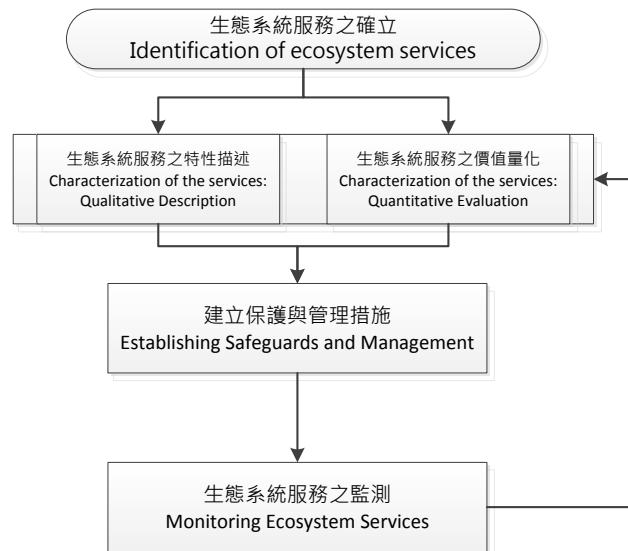 生態系統服務之確立
Identification of ecosystem services
生態系統服務之特性描述
Characterization of the services:
Qualitative Description
生態系統服務之價值量化
Characterization of the services:
Quantitative Evaluation
建立保護與管理措施
Establishing Safeguards and Management
生態系統服務之監測
Monitoring Ecosystem Services